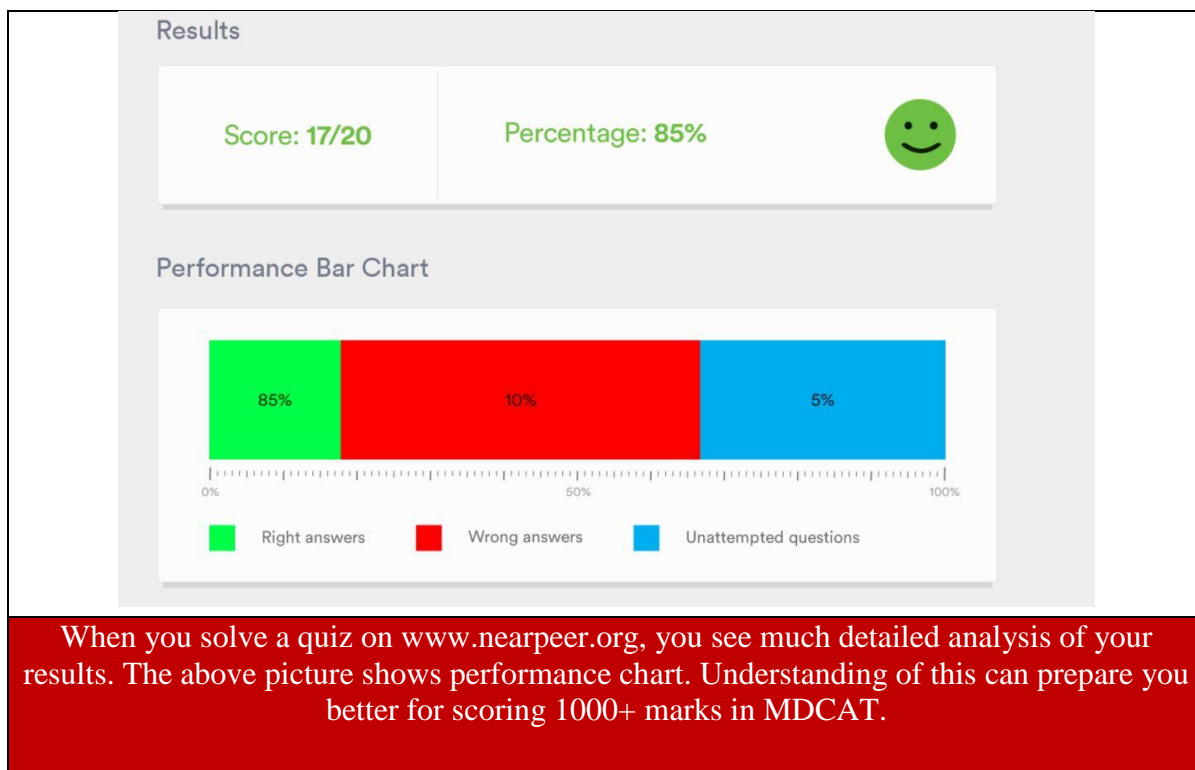 Results
Score: 17/20
Percentage: 85%
Performance Bar Chart
85%
10%
5%
0%
50%
100%
Right answers
Wrong answers
Unattempted questions
When you solve a quiz on www.nearpeer.org, you see much detailed analysis of your
results. The above picture shows performance chart. Understanding of this can prepare you
better for scoring 1000+ marks in MDCAT.